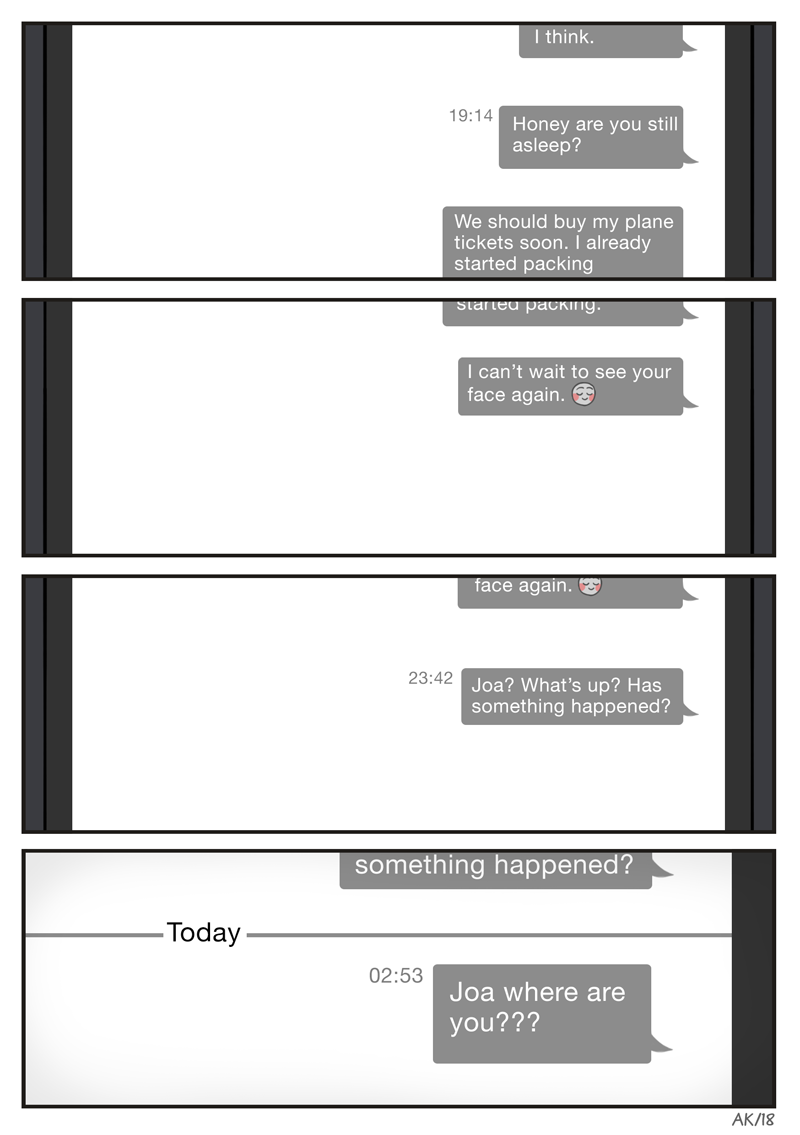 I think.
19:14
Honey are you still
asleep?
We should buy my plane
tickets soon. I already
started packing
started packing.
I can't wait to see your
face again.
face again.
23:42
Joa? What's up? Has
something happened?
something happened?
Today
02:53
Joa where are
you???
AK/18